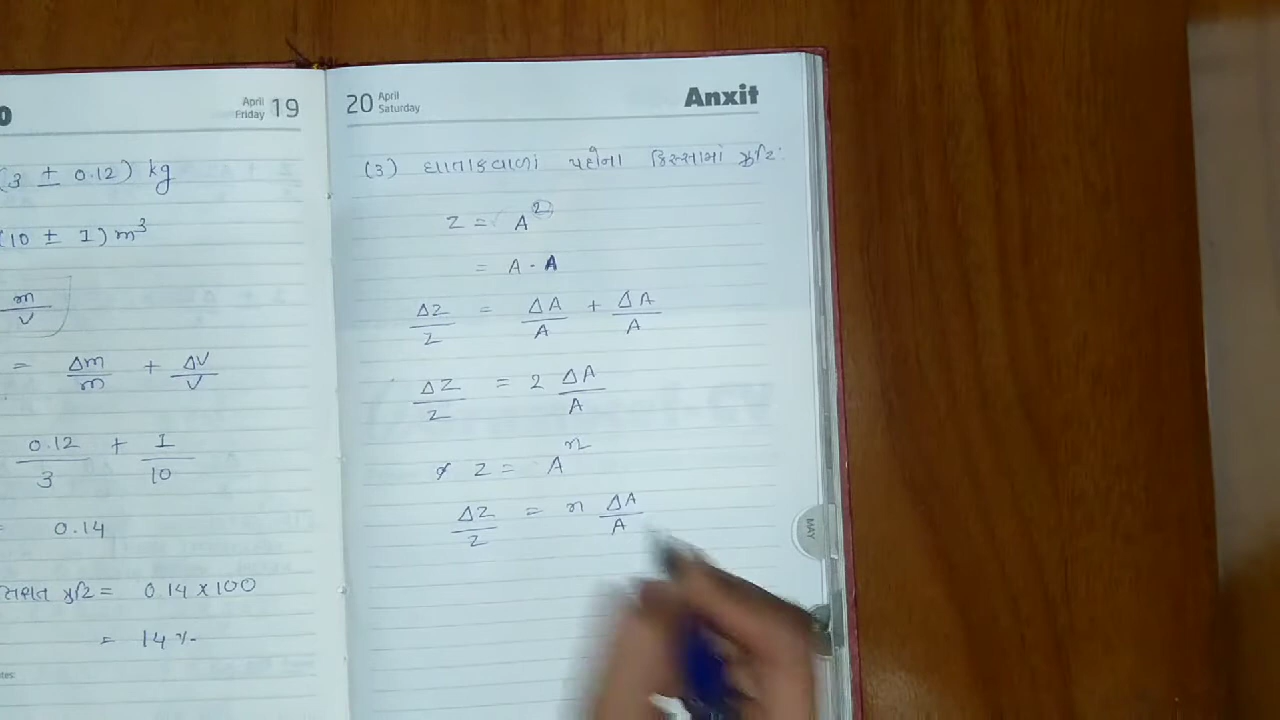 April
Friday 19
(3 ± 0.12) kg
(10 ± 1) m³
m/V
= Δm/m + ΔV/V
0.12/3 + 1/10
= 0.14
ત્રુટિ = 0.14 × 100
= 14 %
20 April
Saturday
Anxit
(3) ઘાતાંકવાળાં પદોના કિસ્સામાં ત્રુટિ:
Z = A²
= A · A
ΔZ/Z = ΔA/A + ΔA/A
ΔZ/Z = 2 ΔA/A
Z = Aⁿ
ΔZ/Z = n ΔA/A
MAY